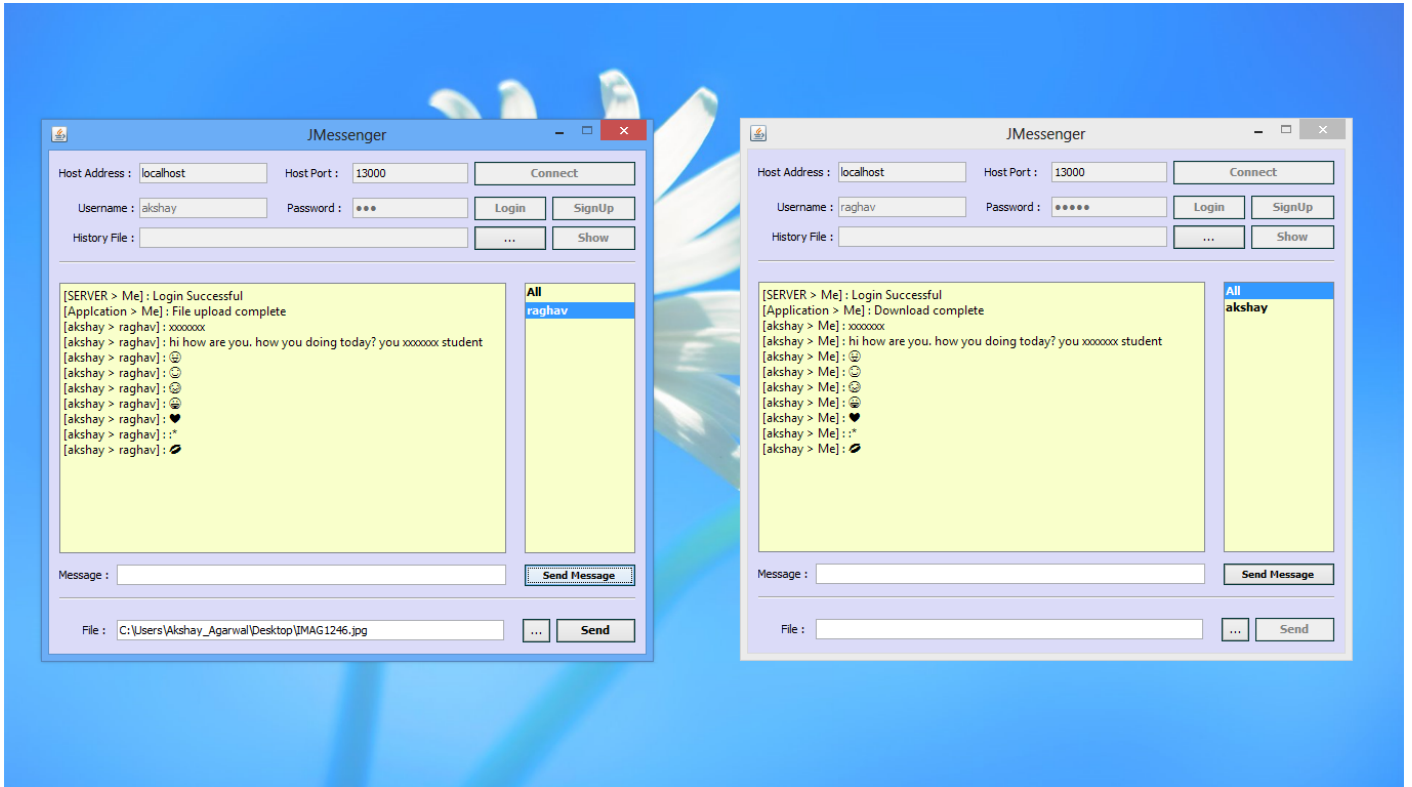 JMessenger
Host Address : localhost Host Port : 13000 Connect
Username : akshay Password : ●●● Login SignUp
History File : ... Show
[SERVER > Me] : Login Successful
[Applcation > Me] : File upload complete
[akshay > raghav] : xxxxxxx
[akshay > raghav] : hi how are you. how you doing today? you xxxxxxx student
[akshay > raghav] : 😀
[akshay > raghav] : ☺
[akshay > raghav] : 😊
[akshay > raghav] : 😀
[akshay > raghav] : ♥
[akshay > raghav] : :*
[akshay > raghav] : 💋
All
raghav
Message : Send Message
File : C:\Users\Akshay_Agarwal\Desktop\IMAG1246.jpg ... Send
JMessenger
Host Address : localhost Host Port : 13000 Connect
Username : raghav Password : ●●●●● Login SignUp
History File : ... Show
[SERVER > Me] : Login Successful
[Application > Me] : Download complete
[akshay > Me] : xxxxxxx
[akshay > Me] : hi how are you. how you doing today? you xxxxxxx student
[akshay > Me] : 😀
[akshay > Me] : ☺
[akshay > Me] : 😊
[akshay > Me] : 😀
[akshay > Me] : ♥
[akshay > Me] : :*
[akshay > Me] : 💋
All
akshay
Message : Send Message
File : ... Send